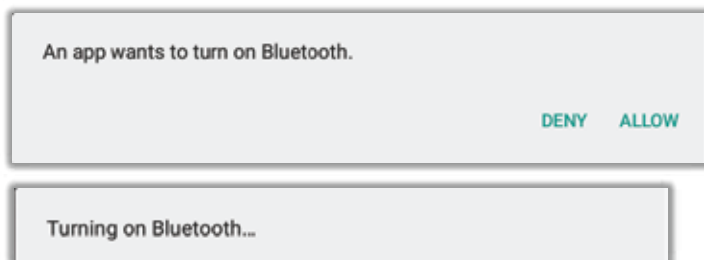 An app wants to turn on Bluetooth.
DENY ALLOW
Turning on Bluetooth...